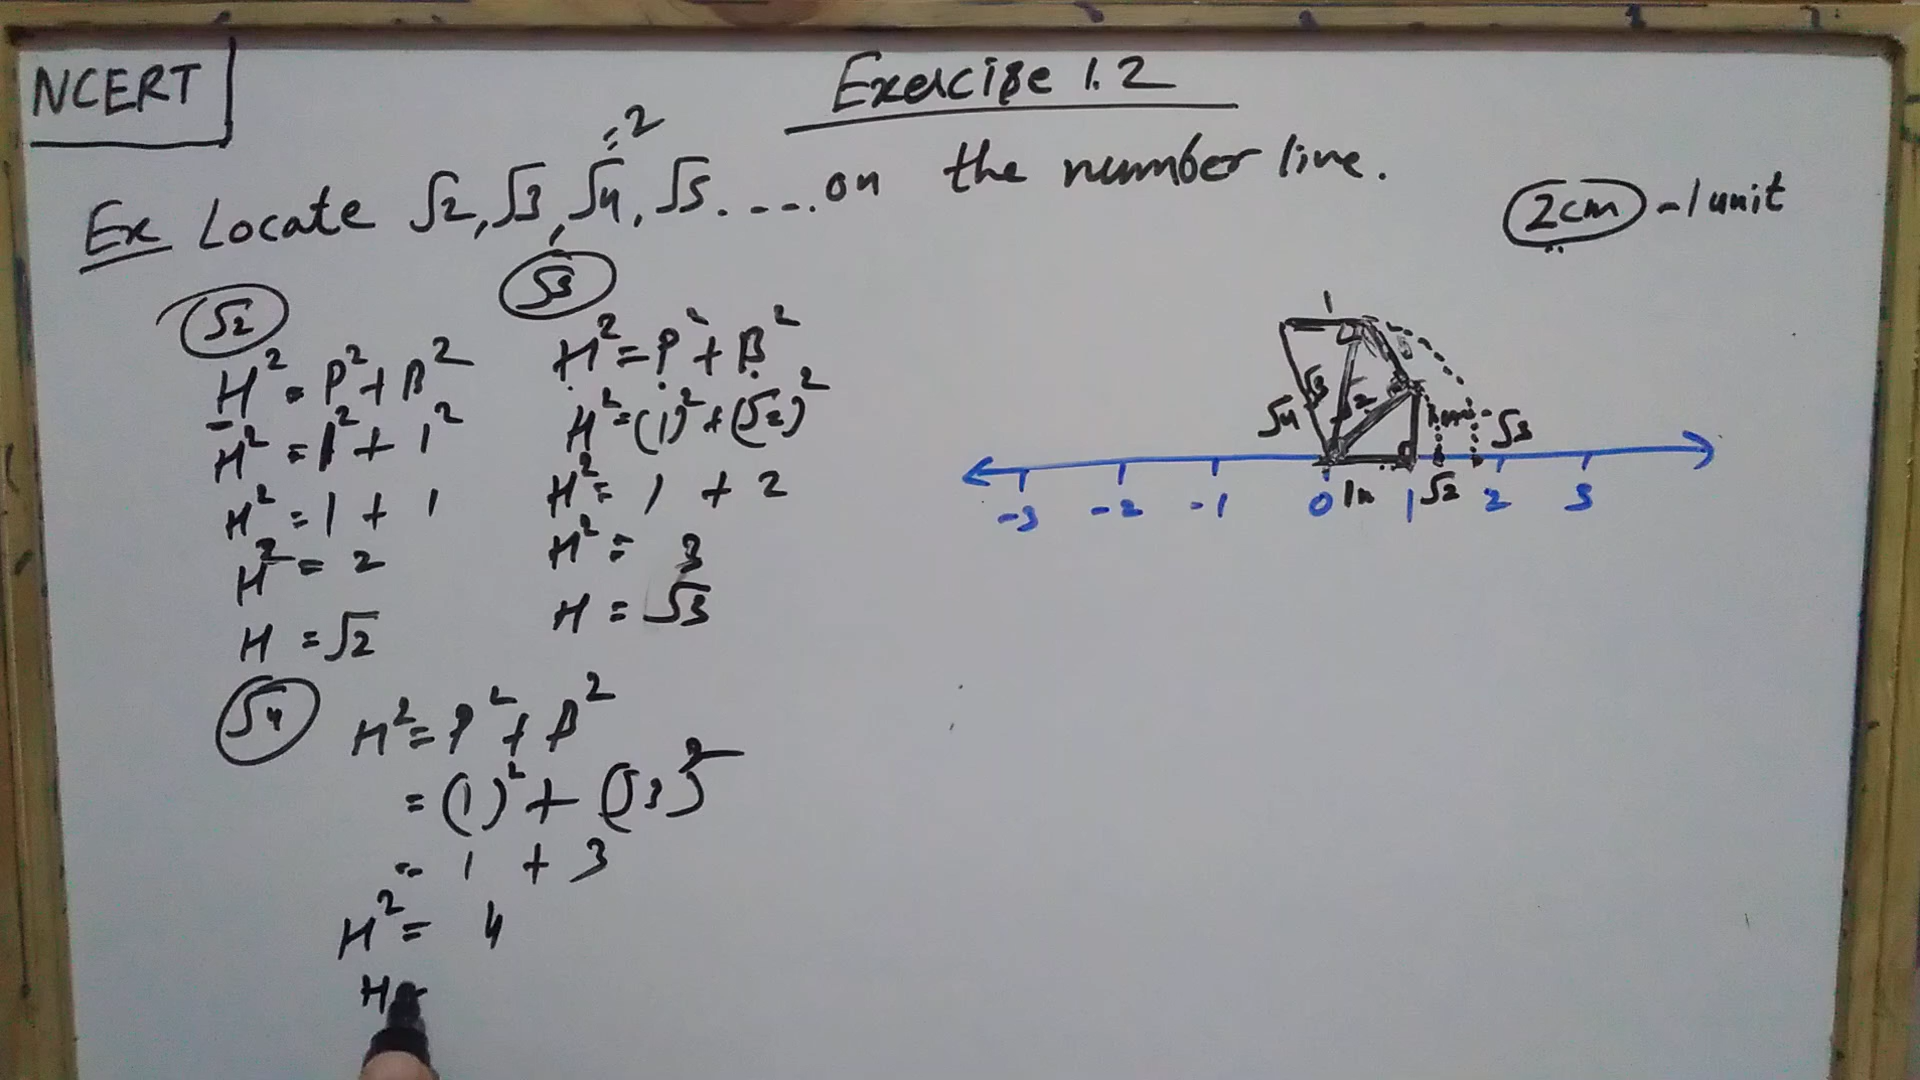 NCERT
Exercise 1.2
=2
Ex Locate √2, √3, √4, √5. ---. on the number line.
2cm - 1 unit
√2
H² = P² + B²
H² = 1² + 1²
H² = 1 + 1
H² = 2
H = √2
√3
H² = P² + B²
H² = (1)² + (√2)²
H² = 1 + 2
H² = 3
H = √3
√4
H² = P² + B²
= (1)² + (√3)²
= 1 + 3
H² = 4
H =
1
√3
√2
√4
√3
-3 -2 -1 0 1u 1 √2 2 3